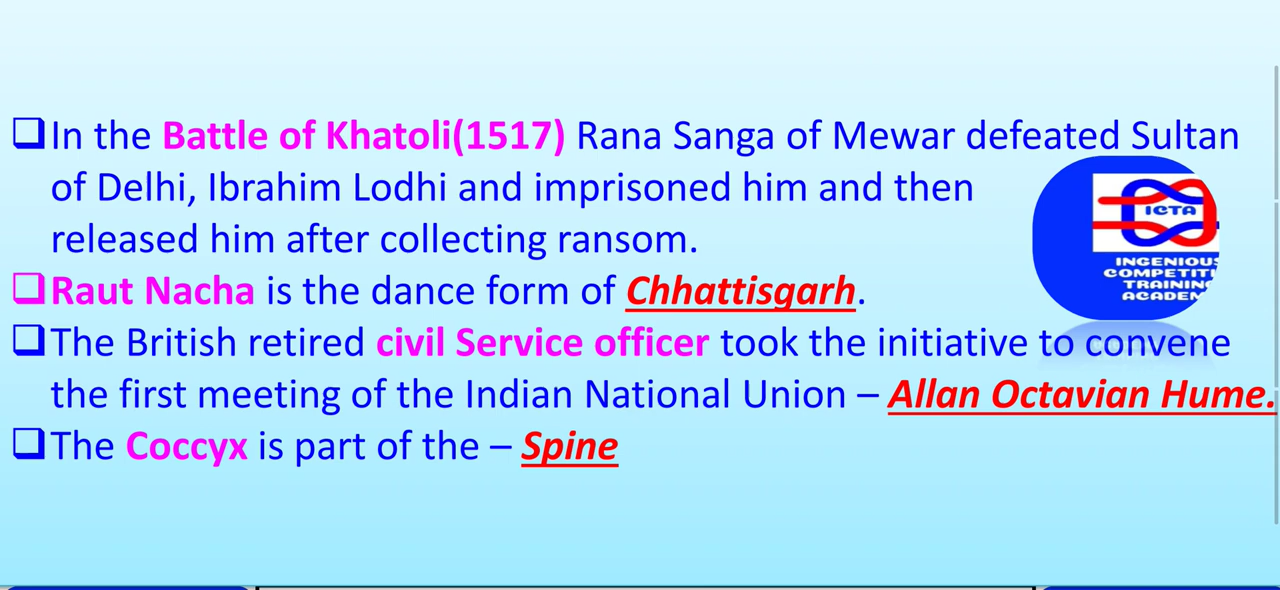 In the Battle of Khatoli(1517) Rana Sanga of Mewar defeated Sultan
of Delhi, Ibrahim Lodhi and imprisoned him and then
released him after collecting ransom.
Raut Nacha is the dance form of Chhattisgarh.
The British retired civil Service officer took the initiative to convene
the first meeting of the Indian National Union – Allan Octavian Hume.
The Coccyx is part of the – Spine
ICTA
INGENIOUS
COMPETITI
TRAINING
ACADEM